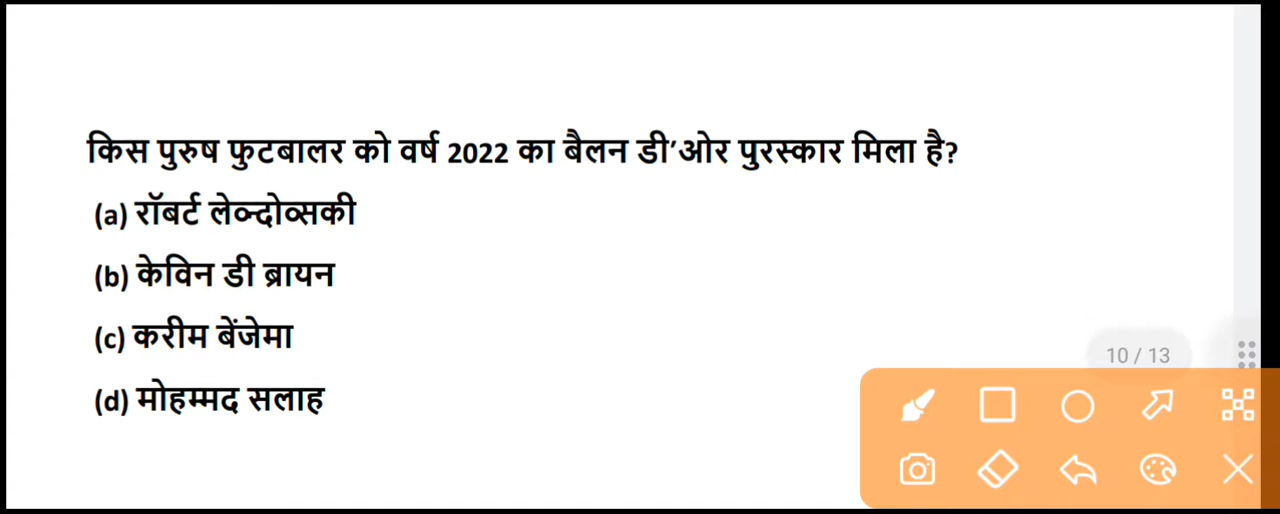 किस पुरुष फुटबालर को वर्ष 2022 का बैलन डी’ओर पुरस्कार मिला है?
(a) रॉबर्ट लेव्न्दोव्सकी
(b) केविन डी ब्रायन
(c) करीम बेंजेमा
(d) मोहम्मद सलाह
10 / 13